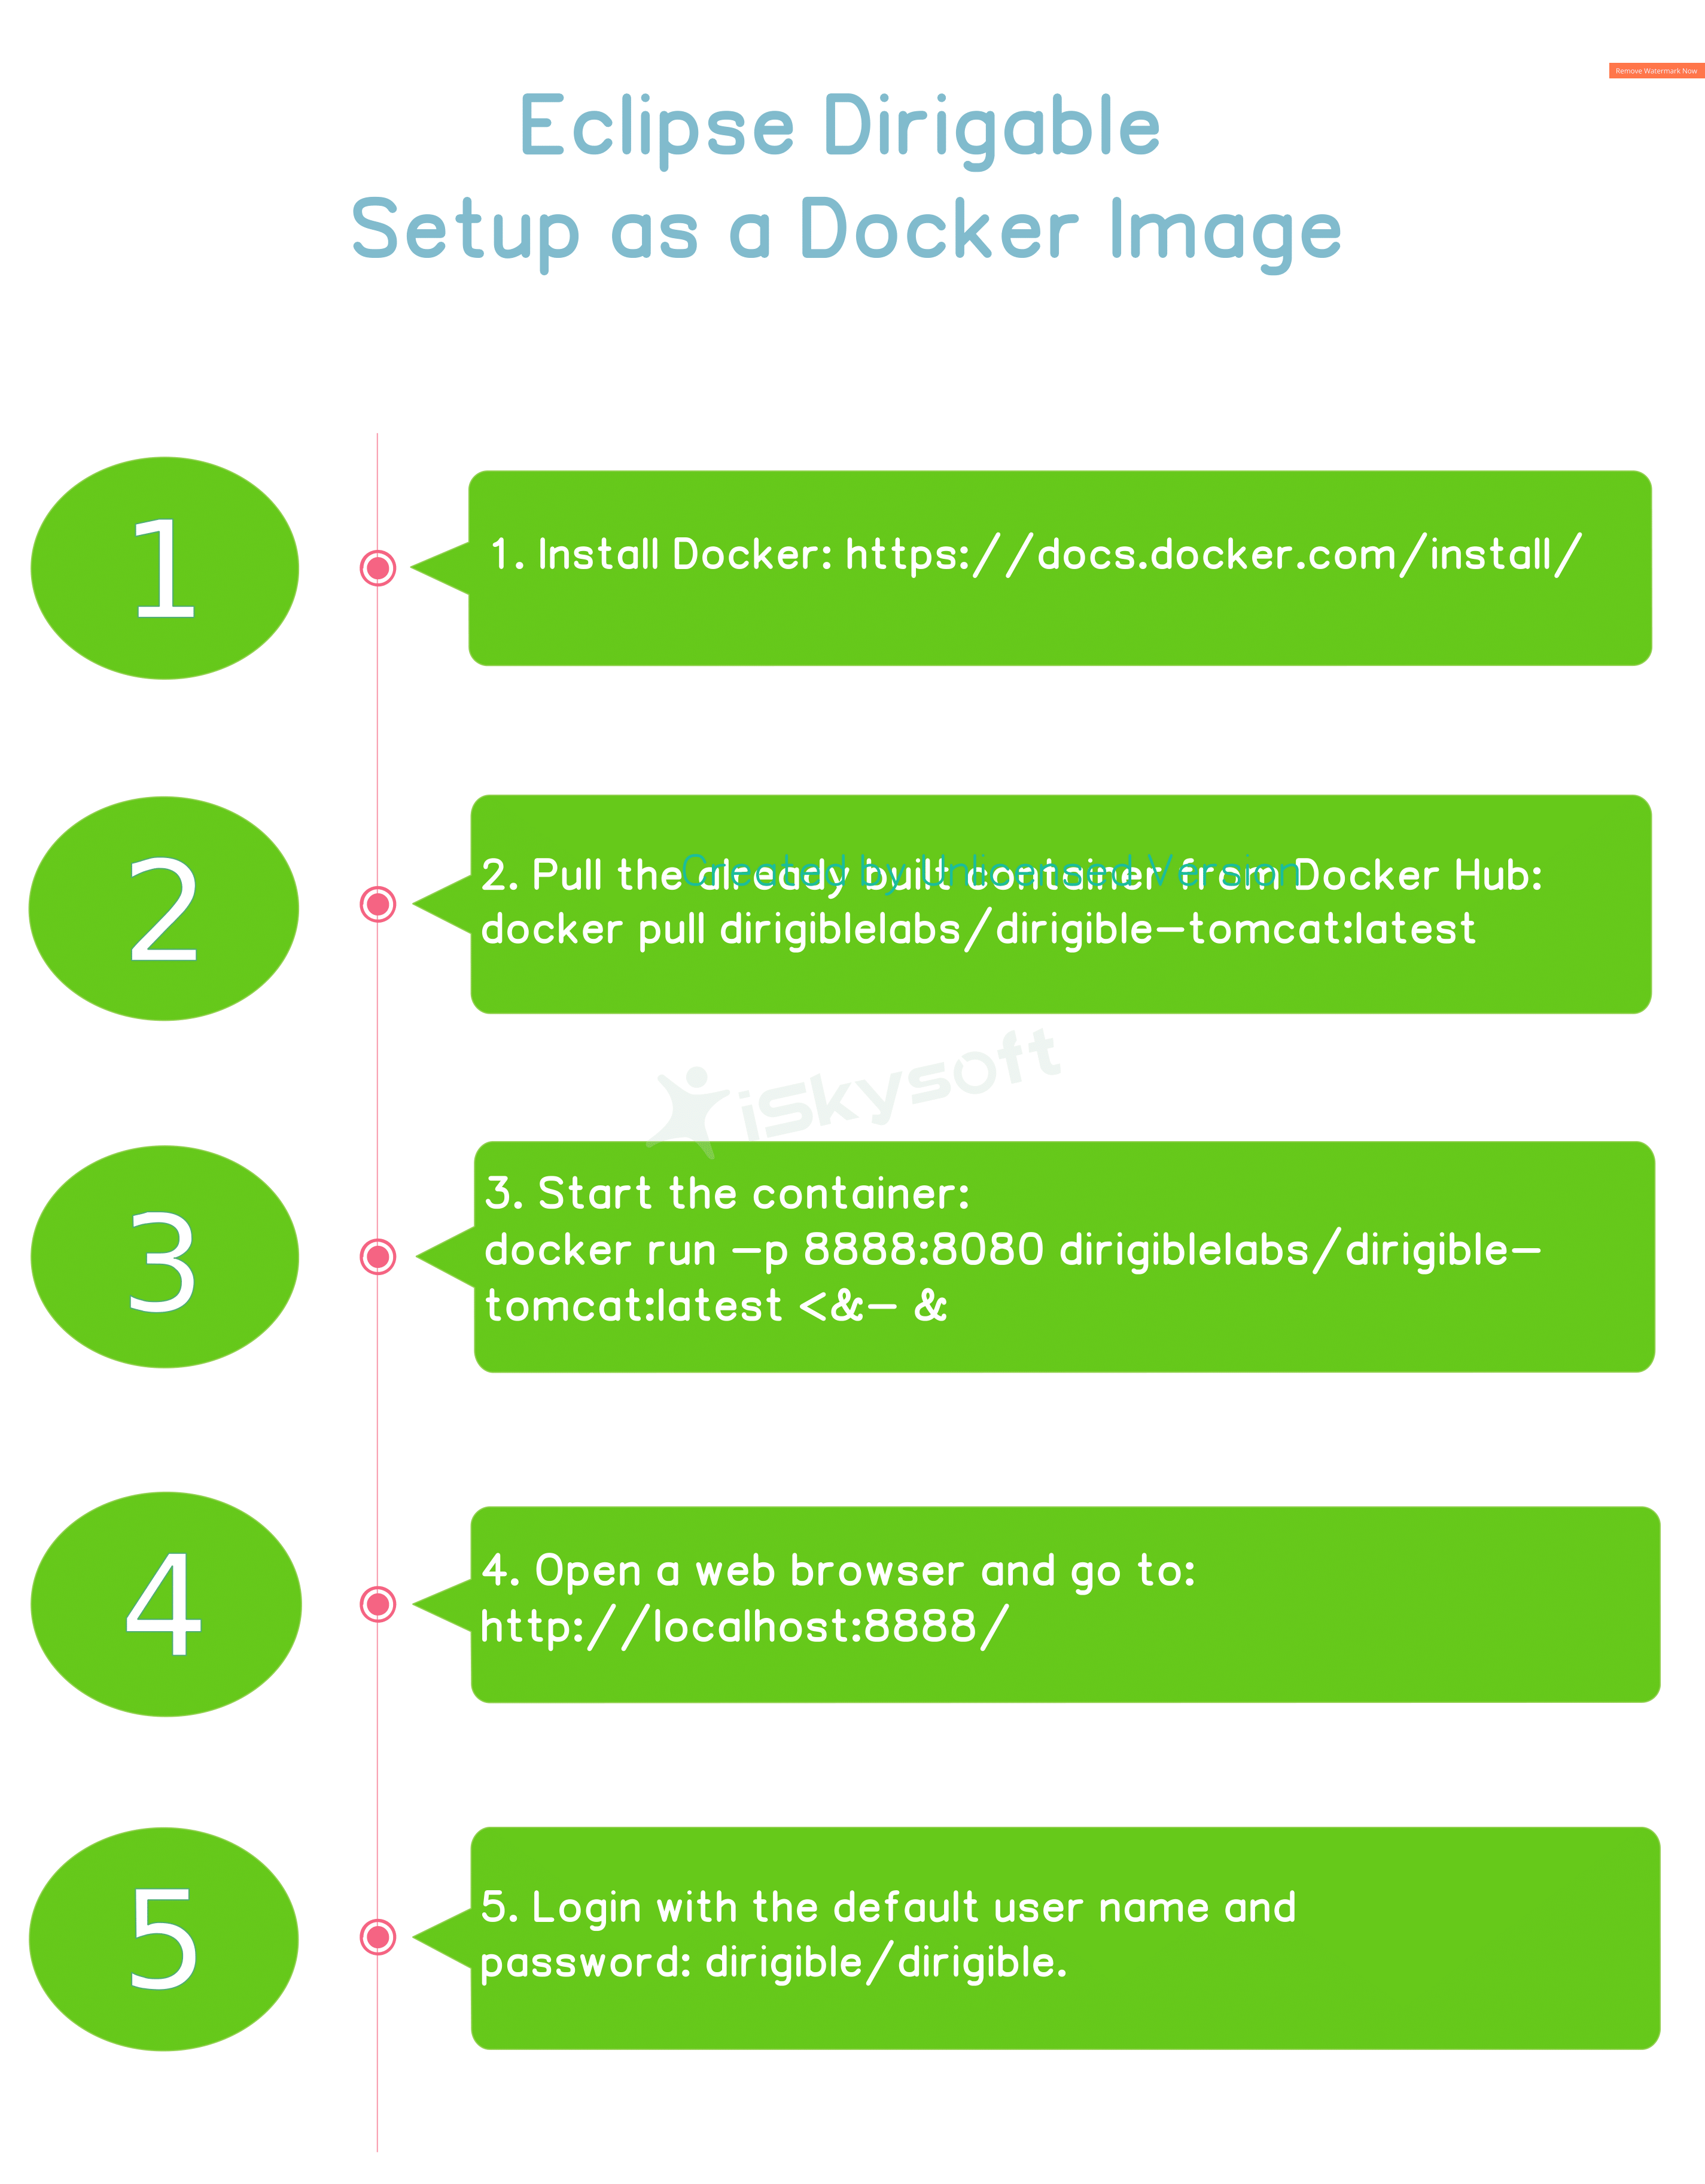 Remove Watermark Now
Eclipse Dirigable
Setup as a Docker Image
1
1. Install Docker: https://docs.docker.com/install/
2
2. Pull the already built container from Docker Hub:
Created by Unlicensed Version
docker pull dirigiblelabs/dirigible-tomcat:latest
iSkysoft
3
3. Start the container:
docker run -p 8888:8080 dirigiblelabs/dirigible-
tomcat:latest <&- &
4
4. Open a web browser and go to:
http://localhost:8888/
5
5. Login with the default user name and
password: dirigible/dirigible.